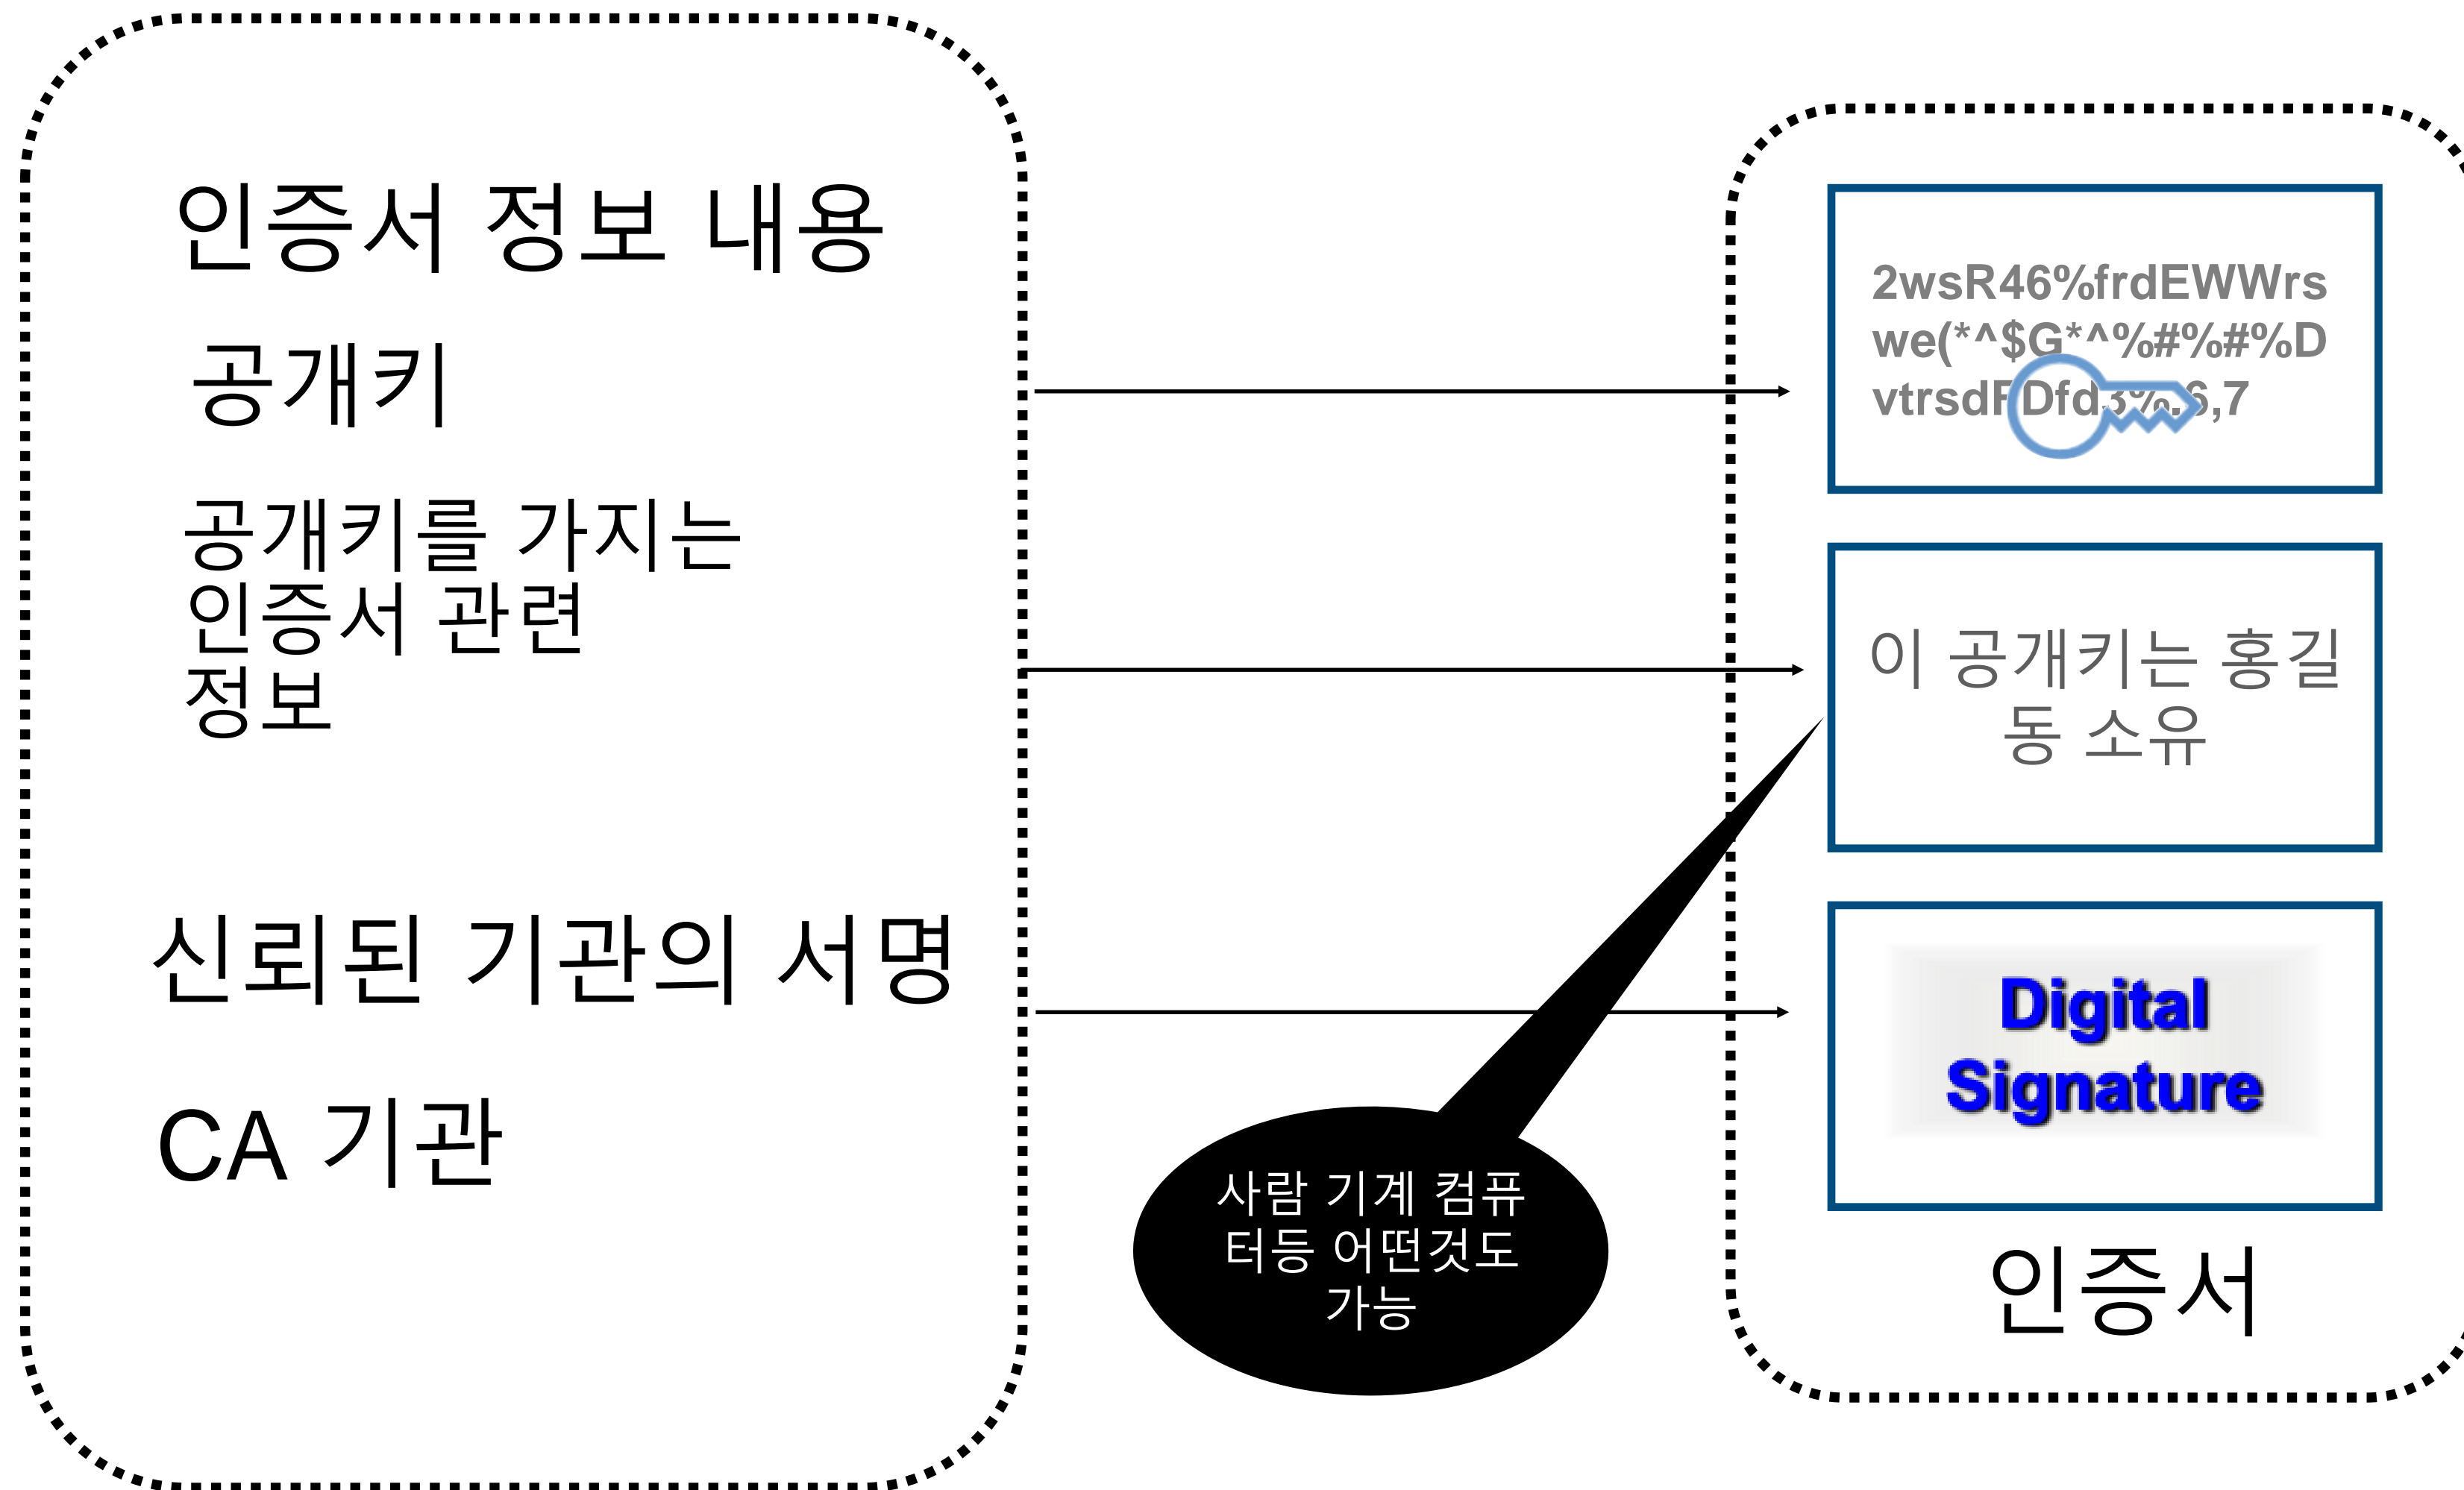 인증서 정보 내용
공개키
공개키를 가지는
인증서 관련
정보
신뢰된 기관의 서명
CA 기관
사람 기계 컴퓨
터등 어떤것도
가능
2wsR46%frdEWWrs
we(*^$G*^%#%#%D
vtrsdFDfd3%.6,7
이 공개키는 홍길
동 소유
Digital
Signature
인증서